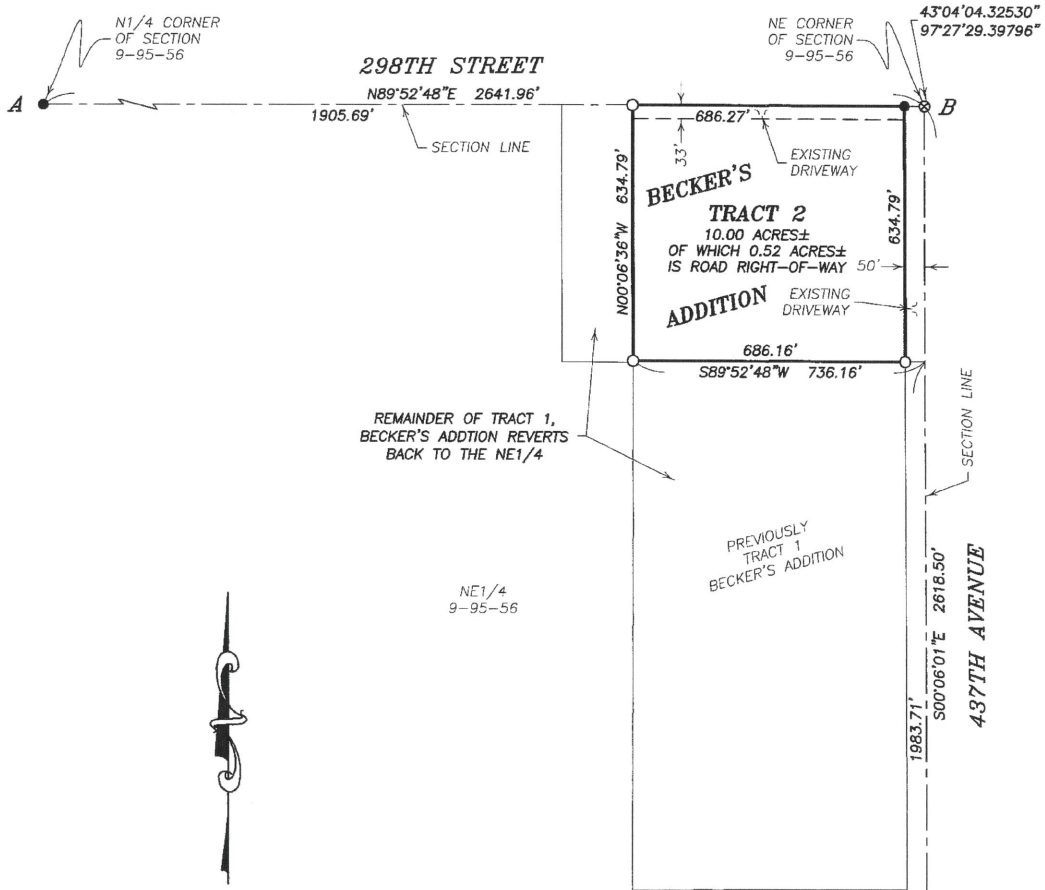 N1/4 CORNER
OF SECTION
9-95-56
NE CORNER
OF SECTION
9-95-56
43°04'04.32530"
97°27'29.39796"
298TH STREET
A
N89°52'48"E 2641.96'
B
1905.69'
SECTION LINE
686.27'
33'
EXISTING
DRIVEWAY
N00°06'36"W 634.79'
BECKER'S
TRACT 2
10.00 ACRES±
OF WHICH 0.52 ACRES±
IS ROAD RIGHT-OF-WAY
634.79'
50'
ADDITION
EXISTING
DRIVEWAY
686.16'
S89°52'48"W 736.16'
SECTION LINE
REMAINDER OF TRACT 1,
BECKER'S ADDTION REVERTS
BACK TO THE NE1/4
PREVIOUSLY
TRACT 1
BECKER'S ADDITION
NE1/4
9-95-56
1983.71'
S00°06'01"E 2618.50'
437TH AVENUE